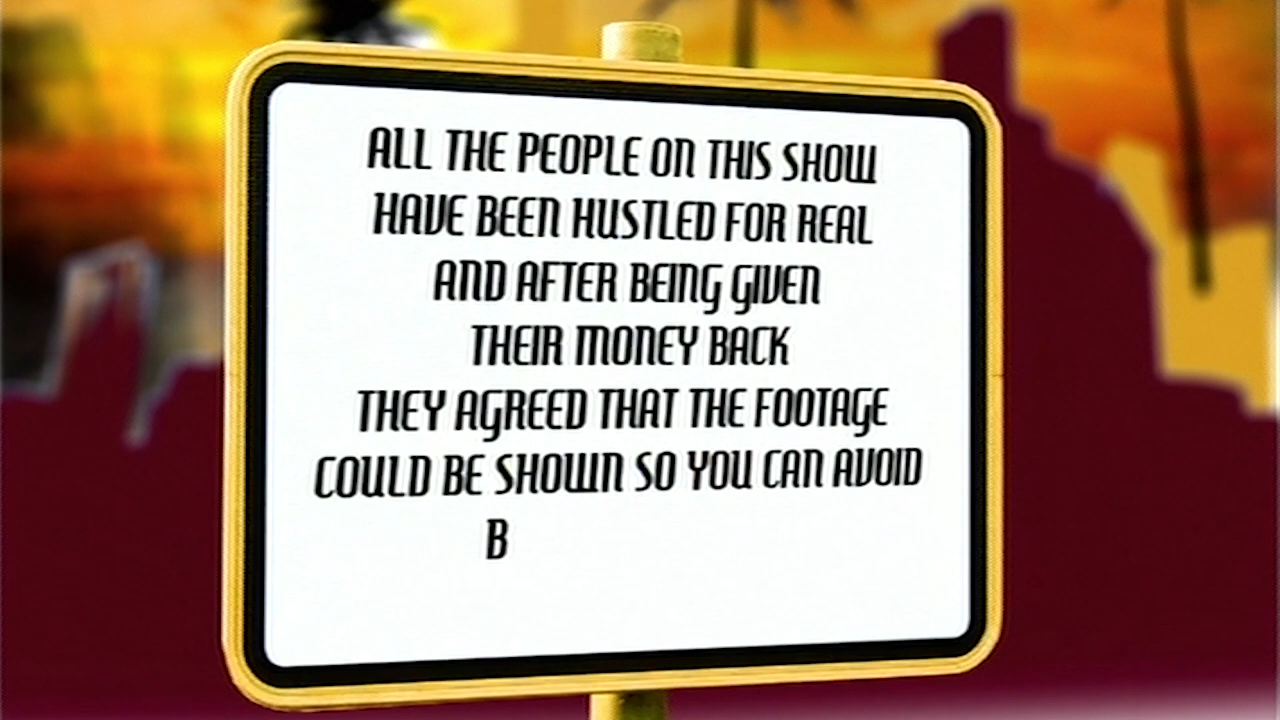 ALL THE PEOPLE ON THIS SHOW
HAVE BEEN HUSTLED FOR REAL
AND AFTER BEING GIVEN
THEIR MONEY BACK
THEY AGREED THAT THE FOOTAGE
COULD BE SHOWN SO YOU CAN AVOID
B